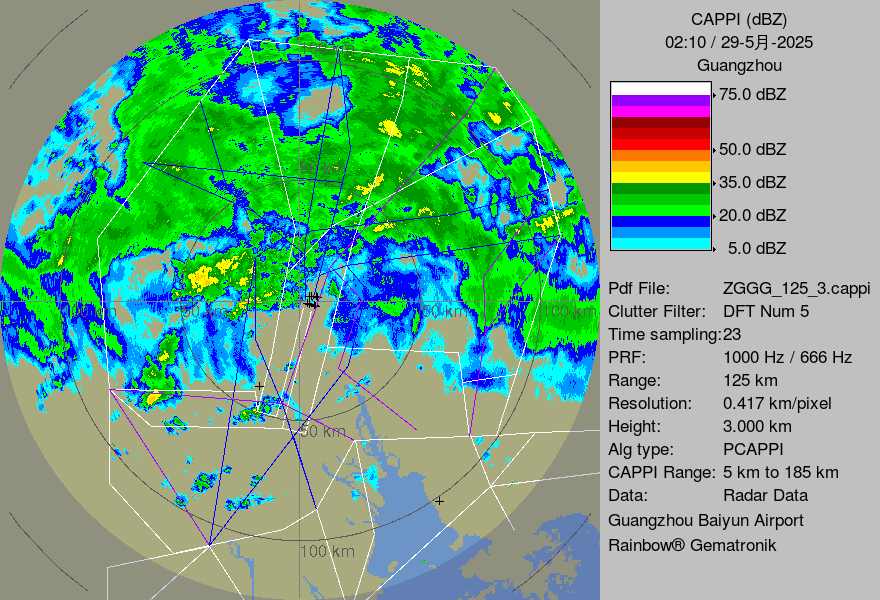 CAPPI (dBZ)
02:10 / 29-5月-2025
Guangzhou
75.0 dBZ
50.0 dBZ
35.0 dBZ
20.0 dBZ
5.0 dBZ
Pdf File: ZGGG_125_3.cappi
Clutter Filter: DFT Num 5
Time sampling:23
PRF: 1000 Hz / 666 Hz
Range: 125 km
Resolution: 0.417 km/pixel
Height: 3.000 km
Alg type: PCAPPI
CAPPI Range: 5 km to 185 km
Data: Radar Data
Guangzhou Baiyun Airport
Rainbow® Gematronik
100 km
50 km
50 km
100 km
50 km
100 km